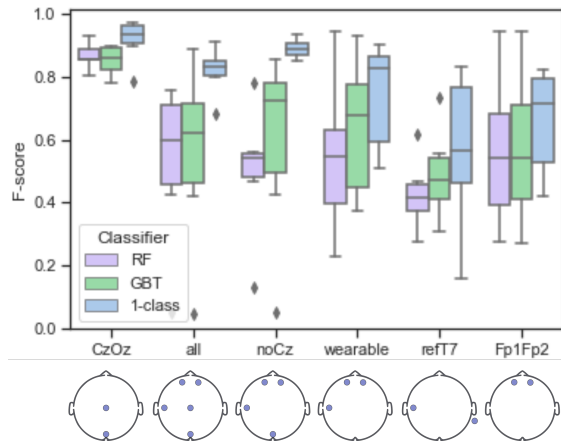 1.0
0.8
0.6
0.4
0.2
0.0
F-score
Classifier
RF
GBT
1-class
CzOz all noCz wearable refT7 Fp1Fp2